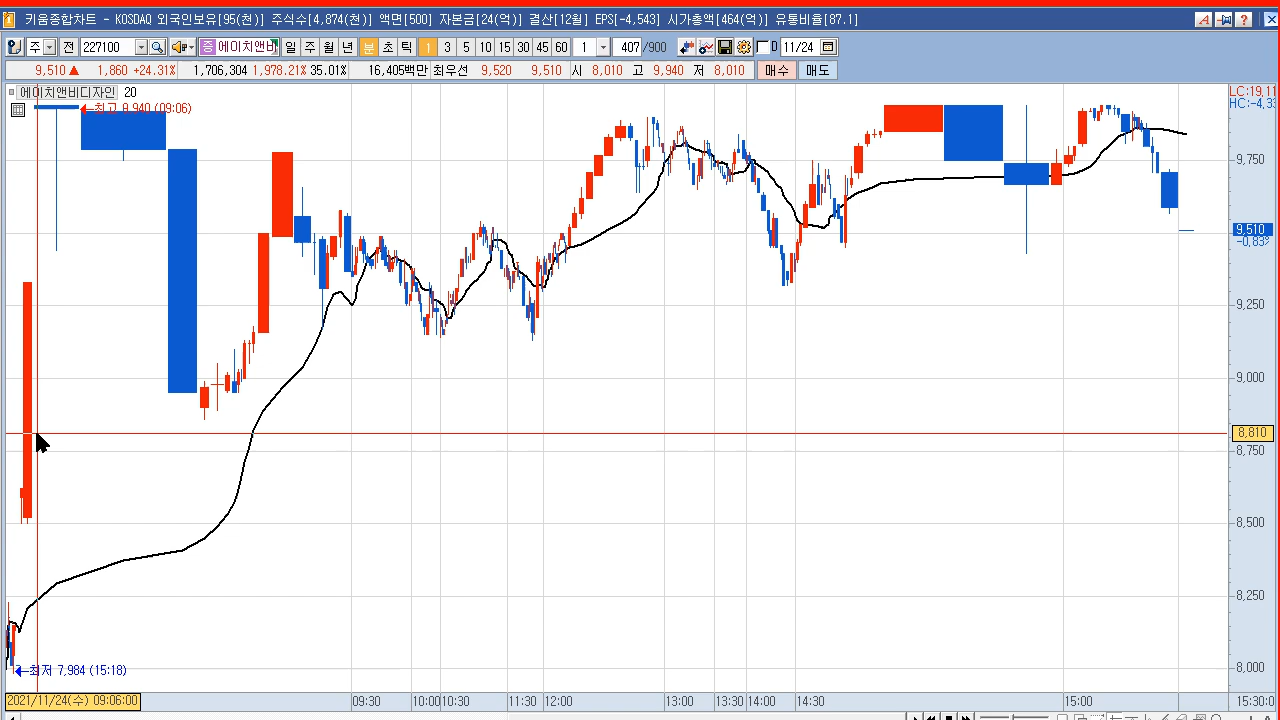 키움종합차트 - KOSDAQ 외국인보유[95(천)] 주식수[4,874(천)] 액면[500] 자본금[24(억)] 결산[12월] EPS[-4,543] 시가총액[464(억)] 유통비율[87.1]
주 전 227100 증 에이치앤비 일 주 월 년 분 초 틱 1 3 5 10 15 30 45 60 1 407 /900 D 11/24
9,510 ▲ 1,860 +24.31% 1,706,304 1,978.21% 35.01% 16,405백만 최우선 9,520 9,510 시 8,010 고 9,940 저 8,010 매수 매도
에이치앤비디자인 20
LC:19,11
HC:-4,33
최고 9,940 (09:06)
9,750
9,510
-0,83%
9,250
9,000
8,810
8,750
8,500
8,250
8,000
최저 7,984 (15:18)
2021/11/24(수) 09:06:00 09:30 10:00 10:30 11:30 12:00 13:00 13:30 14:00 14:30 15:00 15:30:0